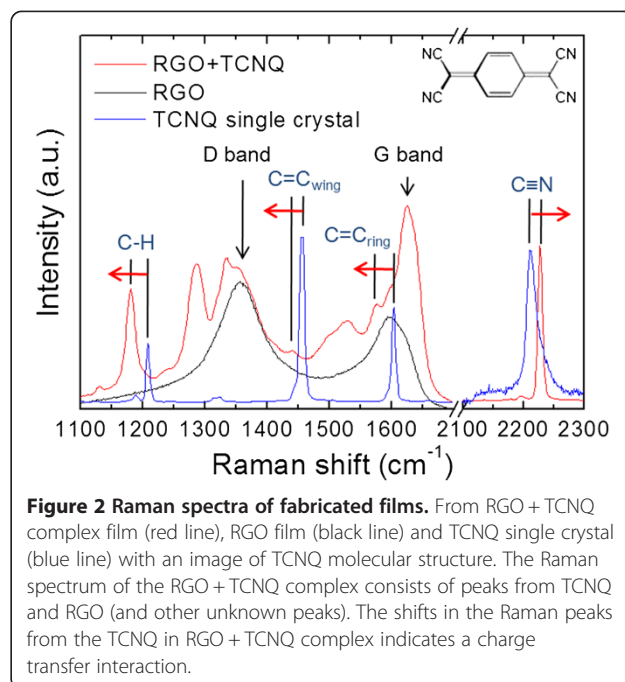 NC
CN
NC
CN
RGO+TCNQ
RGO
TCNQ single crystal
D band
G band
C=Cwing
C≡N
C=Cring
C-H
Intensity (a.u.)
1100 1200 1300 1400 1500 1600 2100 2200 2300
Raman shift (cm-1)
Figure 2 Raman spectra of fabricated films. From RGO + TCNQ
complex film (red line), RGO film (black line) and TCNQ single crystal
(blue line) with an image of TCNQ molecular structure. The Raman
spectrum of the RGO + TCNQ complex consists of peaks from TCNQ
and RGO (and other unknown peaks). The shifts in the Raman peaks
from the TCNQ in RGO + TCNQ complex indicates a charge
transfer interaction.